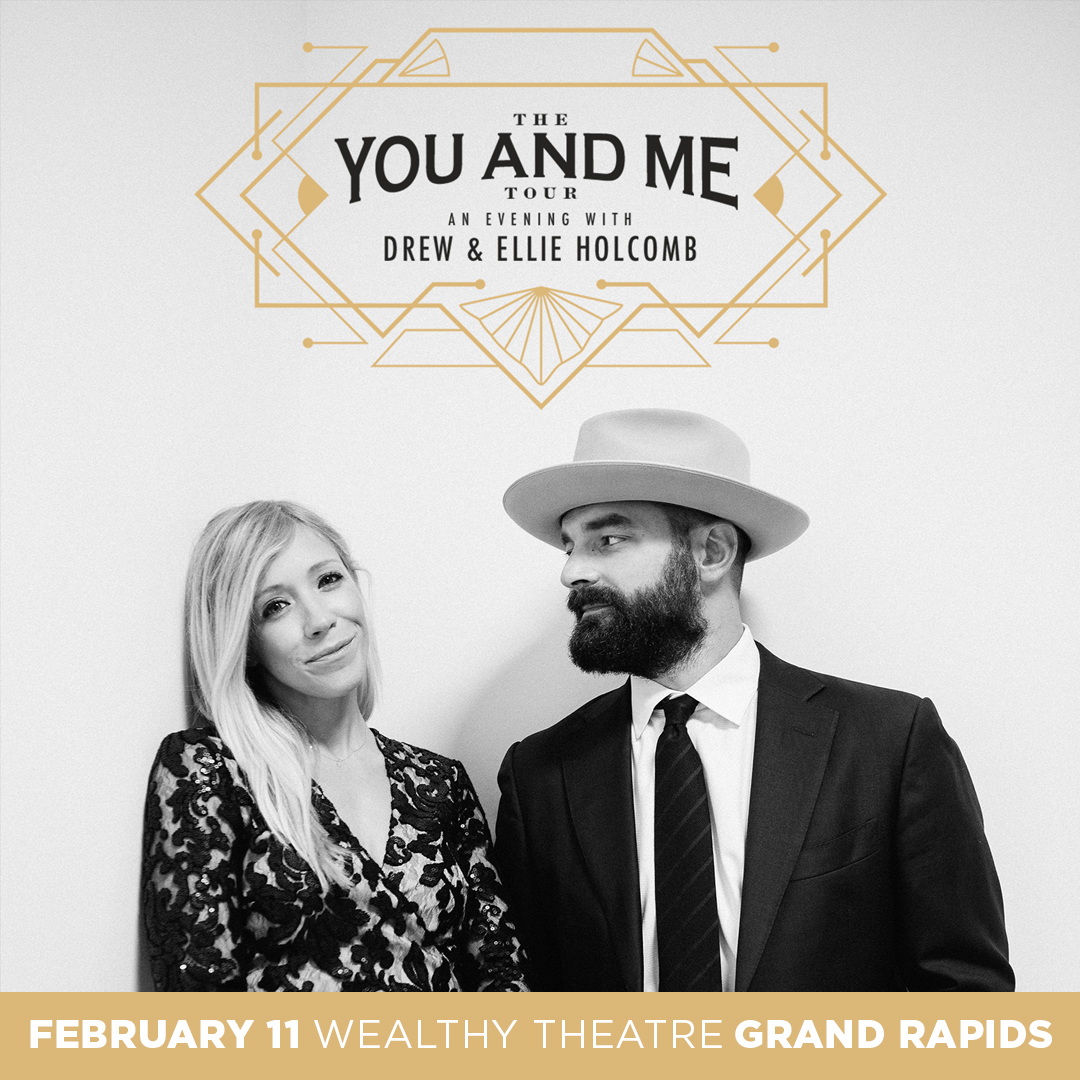 THE
YOU AND ME
TOUR
AN EVENING WITH
DREW & ELLIE HOLCOMB
FEBRUARY 11 WEALTHY THEATRE GRAND RAPIDS